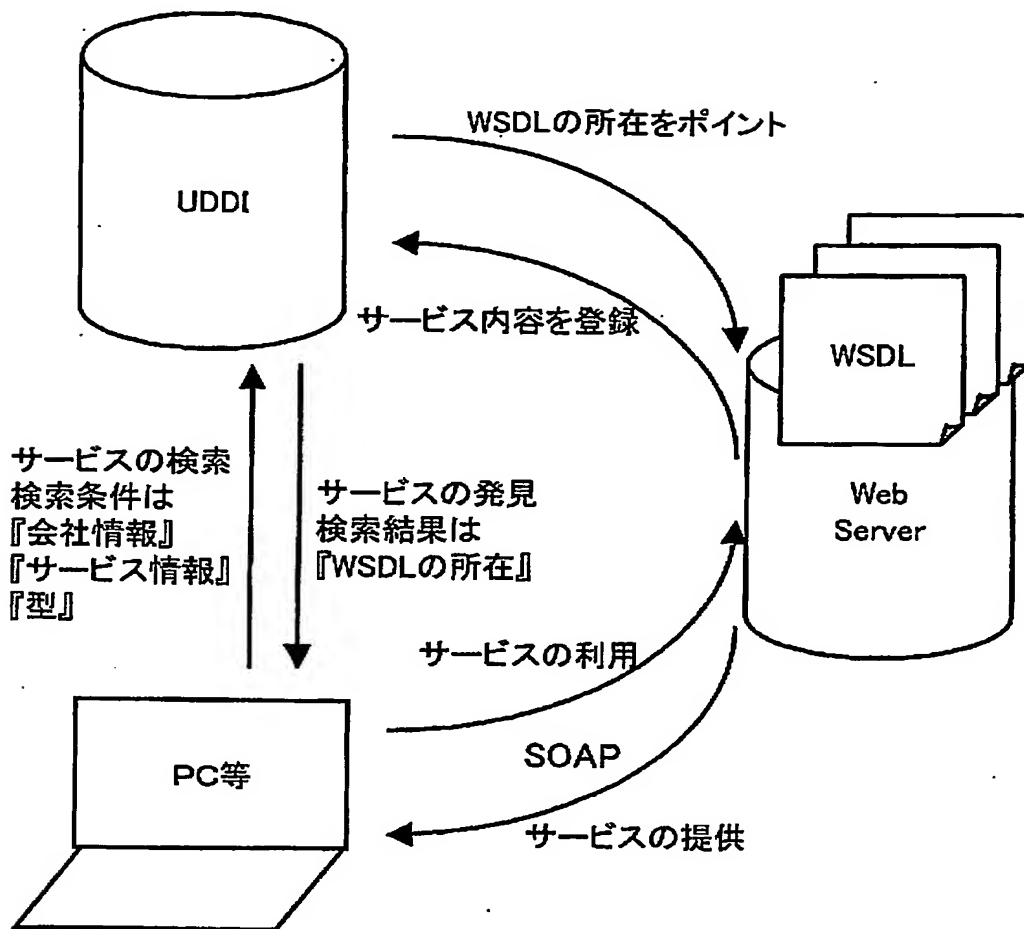 WSDLの所在をポイント
UDDI
サービス内容を登録
WSDL
サービスの検索
検索条件は
『会社情報』
『サービス情報』
『型』
サービスの発見
検索結果は
『WSDLの所在』
Web
Server
サービスの利用
SOAP
PC等
サービスの提供